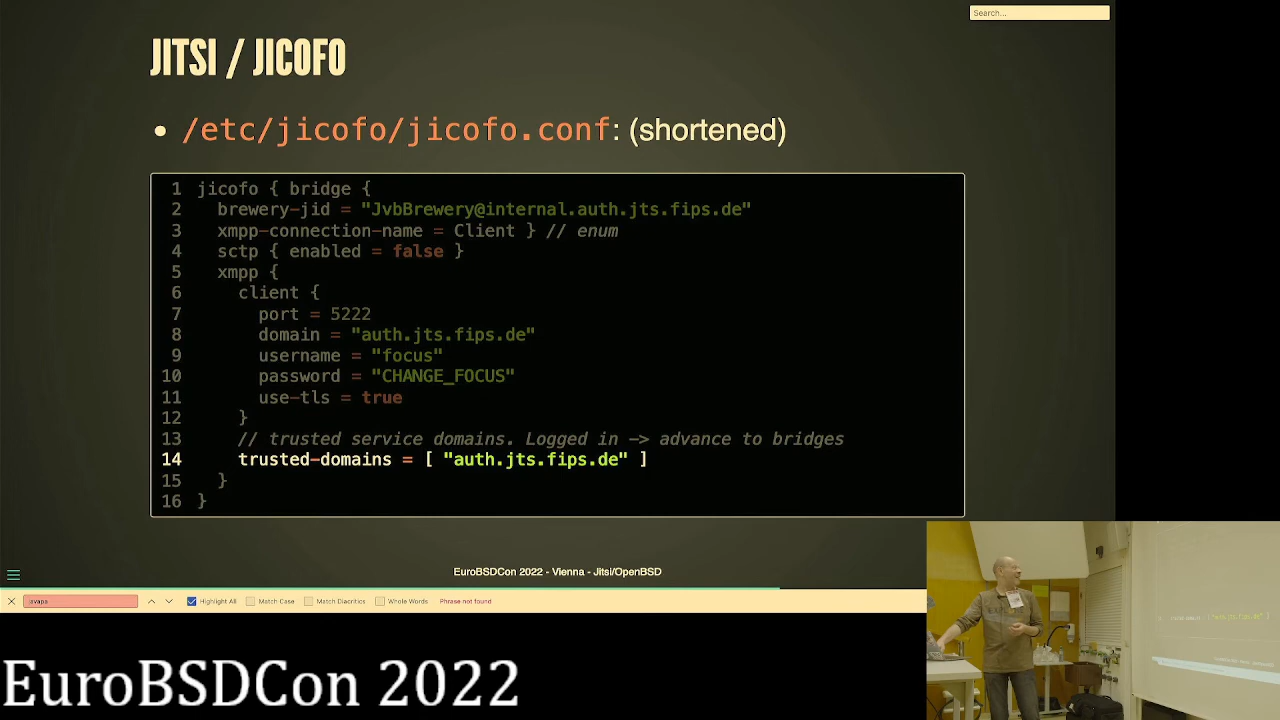 Search...
JITSI / JICOFO
• /etc/jicofo/jicofo.conf: (shortened)
1 jicofo { bridge {
2 brewery-jid = "JvbBrewery@internal.auth.jts.fips.de"
3 xmpp-connection-name = Client } // enum
4 sctp { enabled = false }
5 xmpp {
6 client {
7 port = 5222
8 domain = "auth.jts.fips.de"
9 username = "focus"
10 password = "CHANGE_FOCUS"
11 use-tls = true
12 }
13 // trusted service domains. Logged in -> advance to bridges
14 trusted-domains = [ "auth.jts.fips.de" ]
15 }
16 }
EuroBSDCon 2022 - Vienna - Jitsi/OpenBSD
Highlight All Match Case Match Diacritics Whole Words Phrase not found
EuroBSDCon 2022